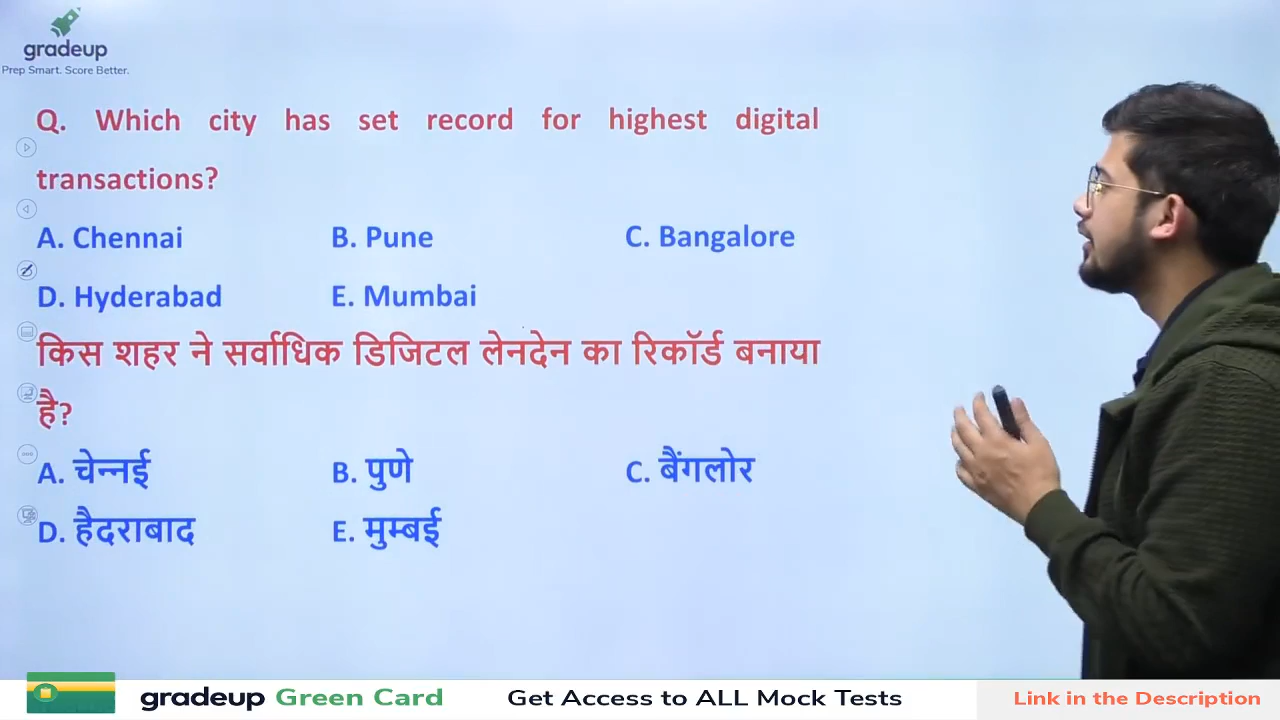 gradeup
Prep Smart. Score Better.
Q. Which city has set record for highest digital
transactions?
A. Chennai B. Pune C. Bangalore
D. Hyderabad E. Mumbai
किस शहर ने सर्वाधिक डिजिटल लेनदेन का रिकॉर्ड बनाया
है?
A. चेन्नई B. पुणे C. बैंगलोर
D. हैदराबाद E. मुम्बई
gradeup Green Card Get Access to ALL Mock Tests Link in the Description